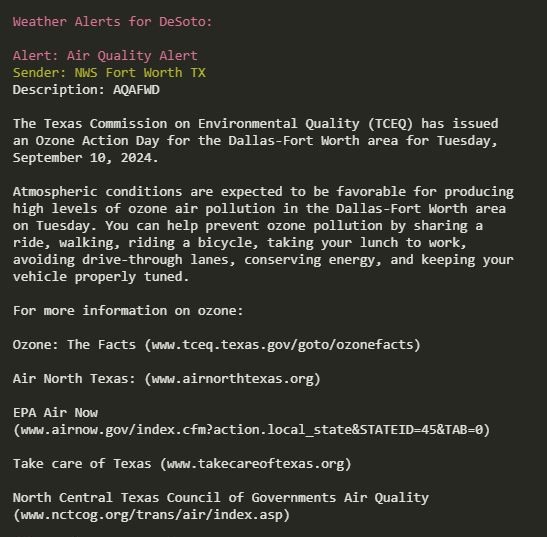 Weather Alerts for DeSoto:
Alert: Air Quality Alert
Sender: NWS Fort Worth TX
Description: AQAFWD
The Texas Commission on Environmental Quality (TCEQ) has issued
an Ozone Action Day for the Dallas-Fort Worth area for Tuesday,
September 10, 2024.
Atmospheric conditions are expected to be favorable for producing
high levels of ozone air pollution in the Dallas-Fort Worth area
on Tuesday. You can help prevent ozone pollution by sharing a
ride, walking, riding a bicycle, taking your lunch to work,
avoiding drive-through lanes, conserving energy, and keeping your
vehicle properly tuned.
For more information on ozone:
Ozone: The Facts (www.tceq.texas.gov/goto/ozonefacts)
Air North Texas: (www.airnorthtexas.org)
EPA Air Now
(www.airnow.gov/index.cfm?action.local_state&STATEID=45&TAB=0)
Take care of Texas (www.takecareoftexas.org)
North Central Texas Council of Governments Air Quality
(www.nctcog.org/trans/air/index.asp)